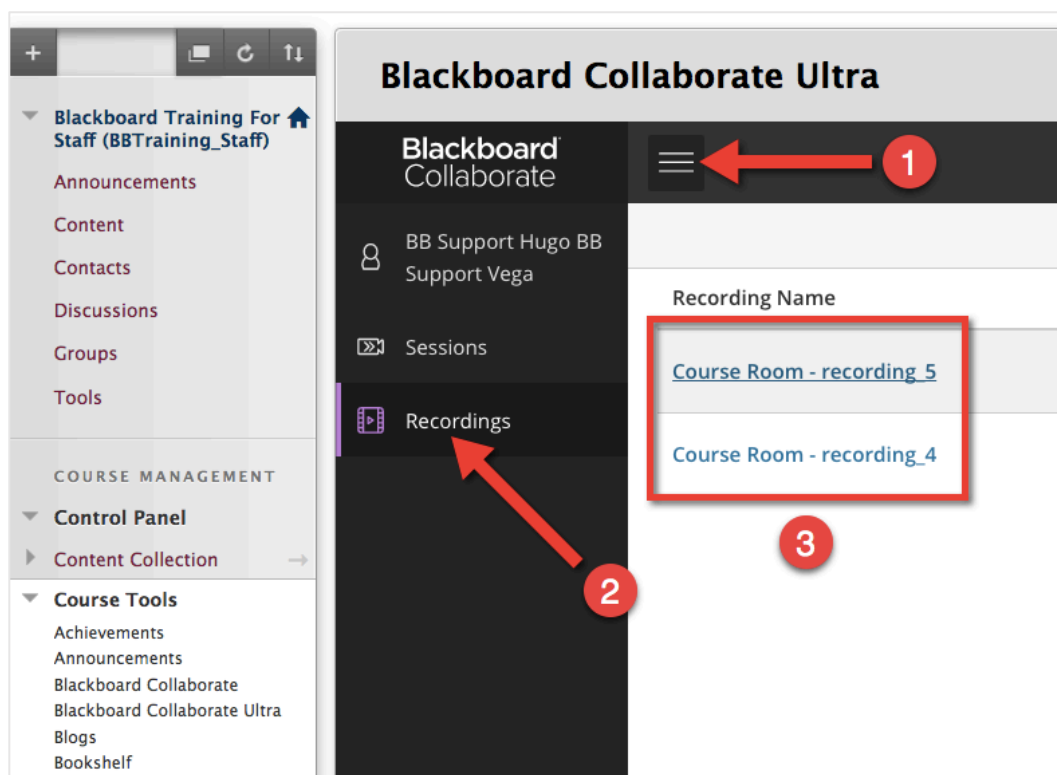 Blackboard Training For
Staff (BBTraining_Staff)
Announcements
Content
Contacts
Discussions
Groups
Tools
COURSE MANAGEMENT
Control Panel
Content Collection
Course Tools
Achievements
Announcements
Blackboard Collaborate
Blackboard Collaborate Ultra
Blogs
Bookshelf
Blackboard Collaborate Ultra
Blackboard
Collaborate
1
BB Support Hugo BB
Support Vega
Sessions
Recordings
2
Recording Name
Course Room - recording_5
Course Room - recording_4
3